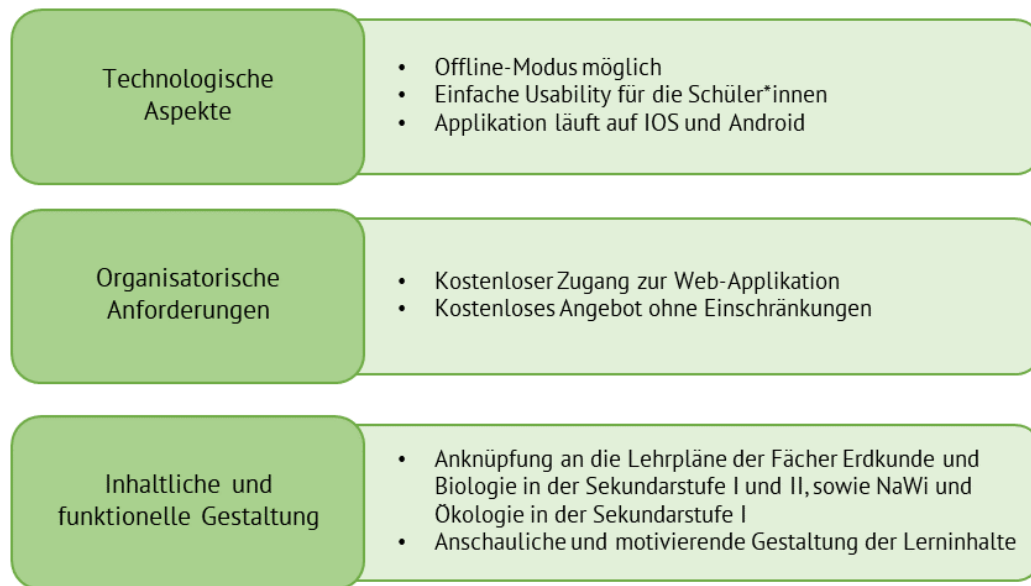 Technologische
Aspekte
• Offline-Modus möglich
• Einfache Usability für die Schüler*innen
• Applikation läuft auf IOS und Android
Organisatorische
Anforderungen
• Kostenloser Zugang zur Web-Applikation
• Kostenloses Angebot ohne Einschränkungen
Inhaltliche und
funktionelle Gestaltung
• Anknüpfung an die Lehrpläne der Fächer Erdkunde und
Biologie in der Sekundarstufe I und II, sowie NaWi und
Ökologie in der Sekundarstufe I
• Anschauliche und motivierende Gestaltung der Lerninhalte